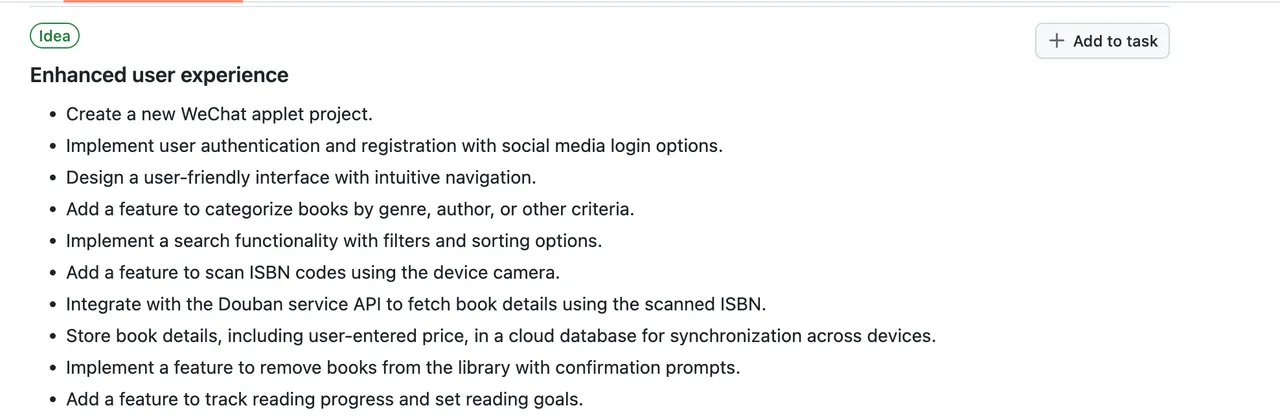 Idea
+ Add to task
Enhanced user experience
• Create a new WeChat applet project.
• Implement user authentication and registration with social media login options.
• Design a user-friendly interface with intuitive navigation.
• Add a feature to categorize books by genre, author, or other criteria.
• Implement a search functionality with filters and sorting options.
• Add a feature to scan ISBN codes using the device camera.
• Integrate with the Douban service API to fetch book details using the scanned ISBN.
• Store book details, including user-entered price, in a cloud database for synchronization across devices.
• Implement a feature to remove books from the library with confirmation prompts.
• Add a feature to track reading progress and set reading goals.